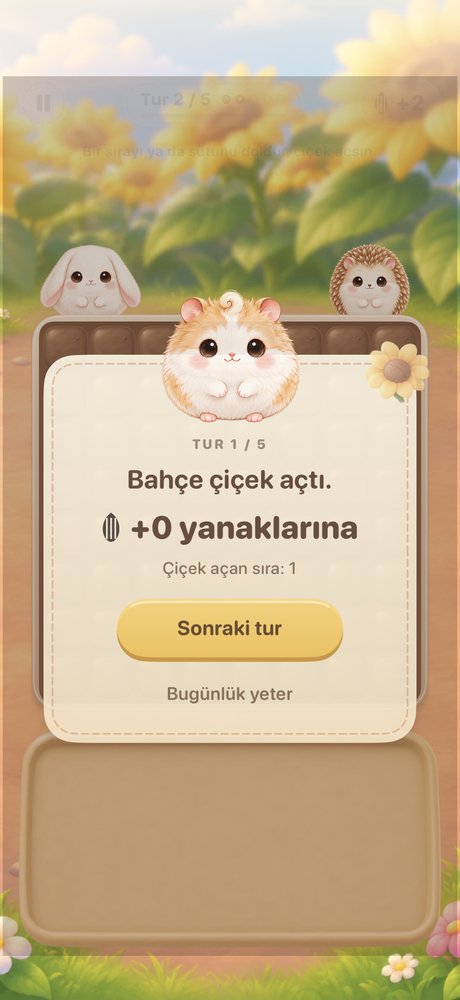 Tur 2 / 5
+2
Bir sırayı ya da sütunu doldur, çiçek açsın.
TUR 1 / 5
Bahçe çiçek açtı.
+0 yanaklarına
Çiçek açan sıra: 1
Sonraki tur
Bugünlük yeter